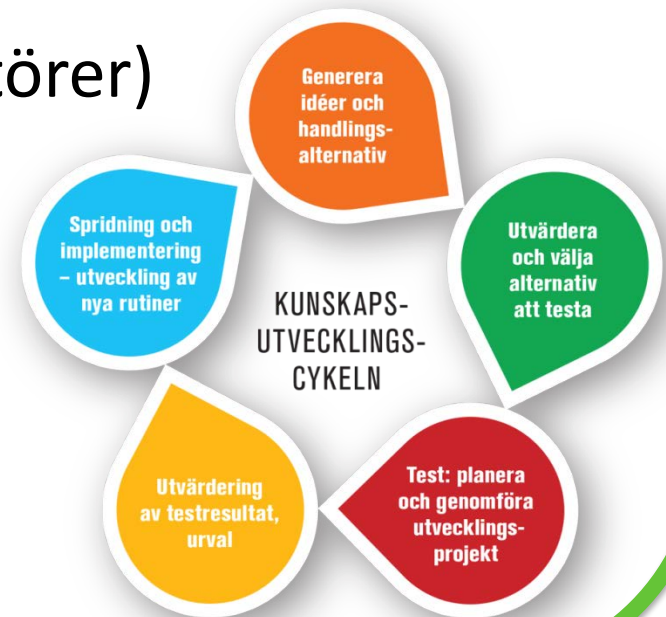 törer)
Generera
idéer och
handlings-
alternativ
Utvärdera
och välja
alternativ
att testa
Test: planera
och genomföra
utvecklings-
projekt
Utvärdering
av testresultat,
urval
Spridning och
implementering
– utveckling av
nya rutiner
KUNSKAPS-
UTVECKLINGS-
CYKELN